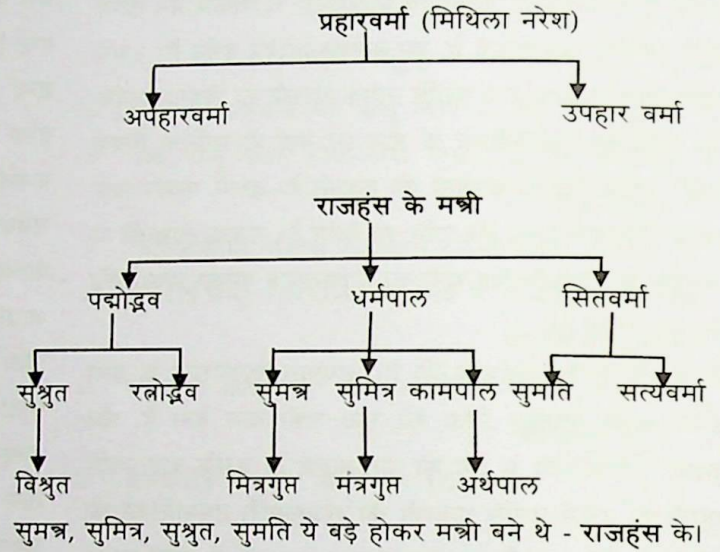 प्रहारवर्मा (मिथिला नरेश)
अपहारवर्मा उपहार वर्मा
राजहंस के मन्त्री
पद्मोद्भव धर्मपाल सितवर्मा
सुश्रुत रत्नोद्भव सुमन्त्र सुमित्र कामपाल सुमति सत्यवर्मा
विश्रुत मित्रगुप्त मंत्रगुप्त अर्थपाल
सुमन्त्र, सुमित्र, सुश्रुत, सुमति ये बड़े होकर मन्त्री बने थे - राजहंस के।